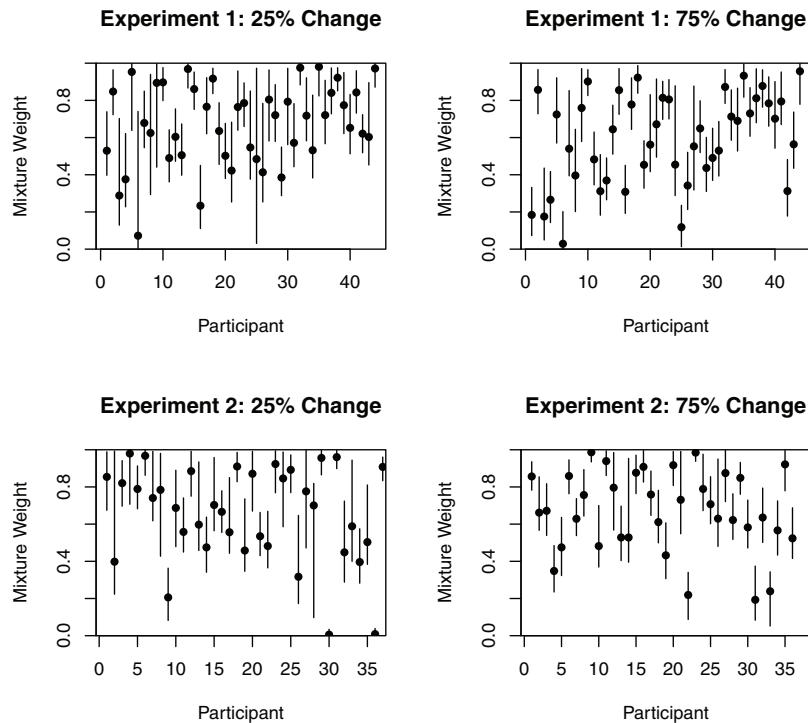 Experiment 1: 25% Change
Mixture Weight
0.0 0.4 0.8
0 10 20 30 40
Participant
Experiment 1: 75% Change
Mixture Weight
0.0 0.4 0.8
0 10 20 30 40
Participant
Experiment 2: 25% Change
Mixture Weight
0.0 0.4 0.8
0 5 10 15 20 25 30 35
Participant
Experiment 2: 75% Change
Mixture Weight
0.0 0.4 0.8
0 5 10 15 20 25 30 35
Participant